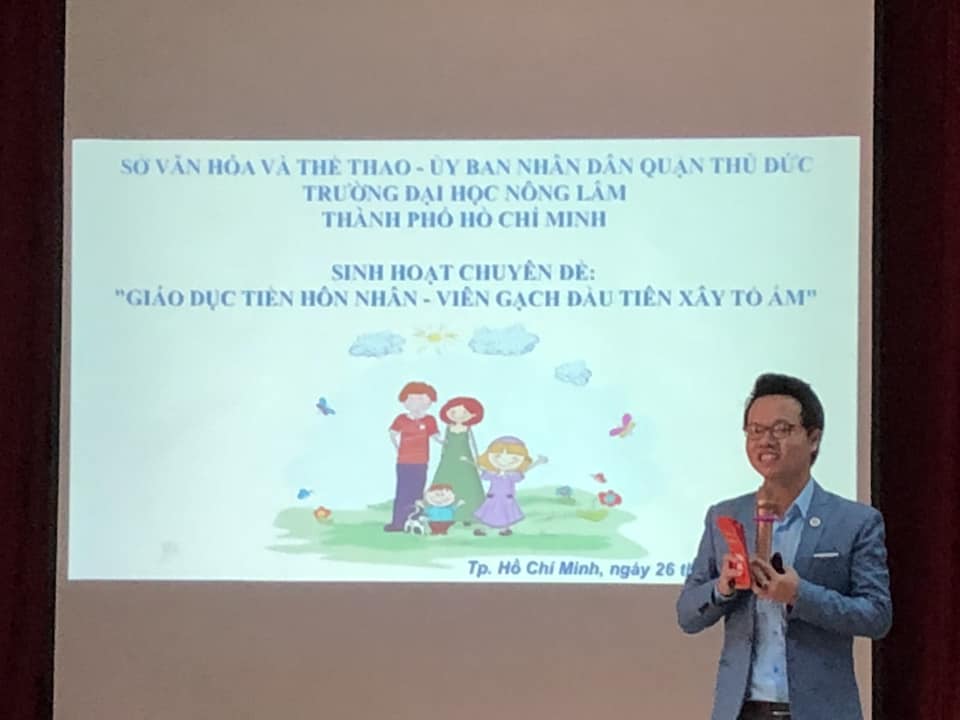 SỞ VĂN HÓA VÀ THỂ THAO - ỦY BAN NHÂN DÂN QUẬN THỦ ĐỨC
TRƯỜNG ĐẠI HỌC NÔNG LÂM
THÀNH PHỐ HỒ CHÍ MINH
SINH HOẠT CHUYÊN ĐỀ:
"GIÁO DỤC TIỀN HÔN NHÂN - VIÊN GẠCH ĐẦU TIÊN XÂY TỔ ẤM"
Tp. Hồ Chí Minh, ngày 26